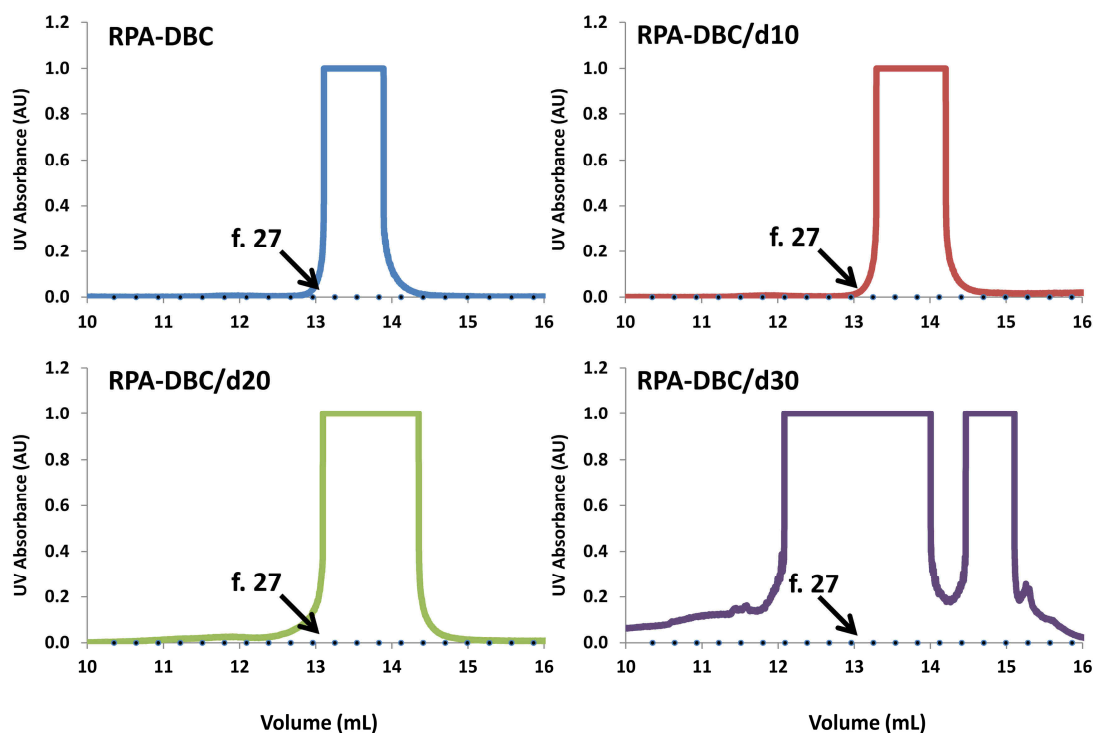 RPA-DBC
UV Absorbance (AU)
1.2
1.0
0.8
0.6
0.4
0.2
0.0
f. 27
10 11 12 13 14 15 16
RPA-DBC/d10
UV Absorbance (AU)
1.2
1.0
0.8
0.6
0.4
0.2
0.0
f. 27
10 11 12 13 14 15 16
RPA-DBC/d20
UV Absorbance (AU)
1.2
1.0
0.8
0.6
0.4
0.2
0.0
f. 27
10 11 12 13 14 15 16
Volume (mL)
RPA-DBC/d30
UV Absorbance (AU)
1.2
1.0
0.8
0.6
0.4
0.2
0.0
f. 27
10 11 12 13 14 15 16
Volume (mL)